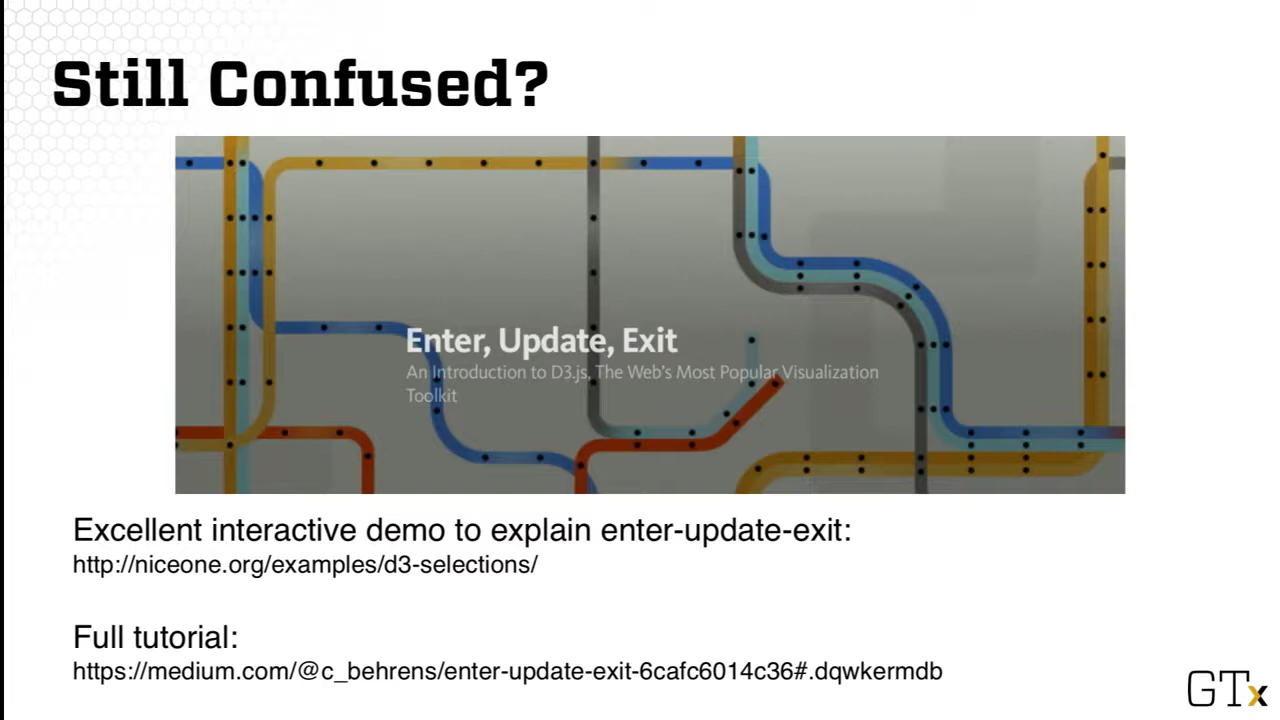 Still Confused?
Enter, Update, Exit
An Introduction to D3.js, The Web's Most Popular Visualization
Toolkit
Excellent interactive demo to explain enter-update-exit:
http://niceone.org/examples/d3-selections/
Full tutorial:
https://medium.com/@c_behrens/enter-update-exit-6cafc6014c36#.dqwkermdb
GTx